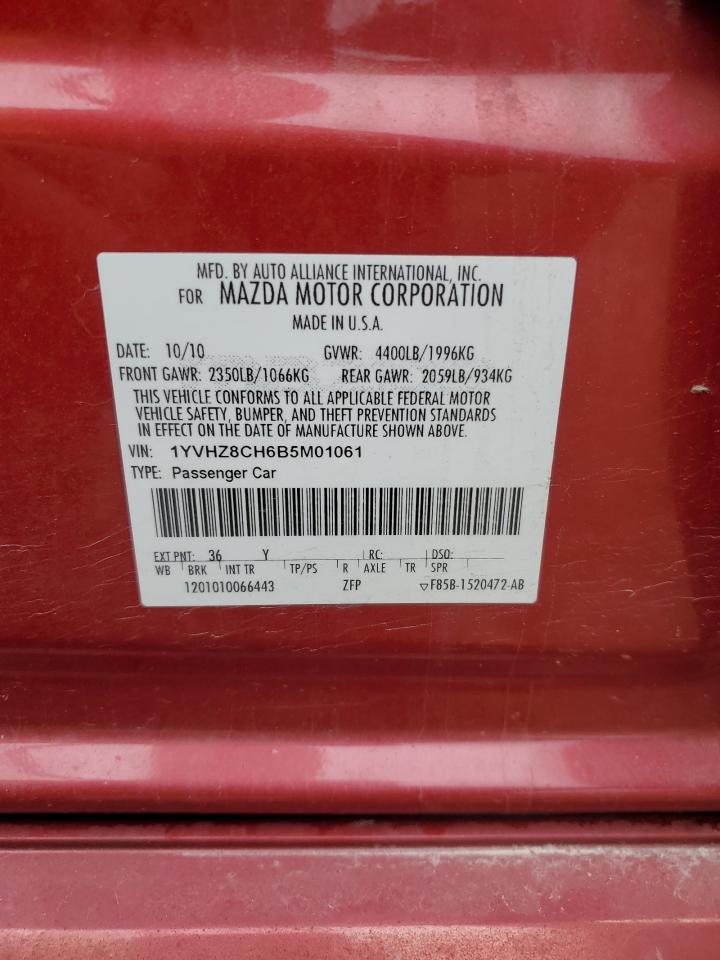 MFD. BY AUTO ALLIANCE INTERNATIONAL, INC.
FOR MAZDA MOTOR CORPORATION
MADE IN U.S.A.
DATE: 10/10 GVWR: 4400LB/1996KG
FRONT GAWR: 2350LB/1066KG REAR GAWR: 2059LB/934KG
THIS VEHICLE CONFORMS TO ALL APPLICABLE FEDERAL MOTOR
VEHICLE SAFETY, BUMPER, AND THEFT PREVENTION STANDARDS
IN EFFECT ON THE DATE OF MANUFACTURE SHOWN ABOVE.
VIN: 1YVHZ8CH6B5M01061
TYPE: Passenger Car
EXT PNT: 36 Y RC: DSO:
WB BRK INT TR TP/PS R AXLE TR SPR
1201010066443 ZFP ▽F85B-1520472-AB